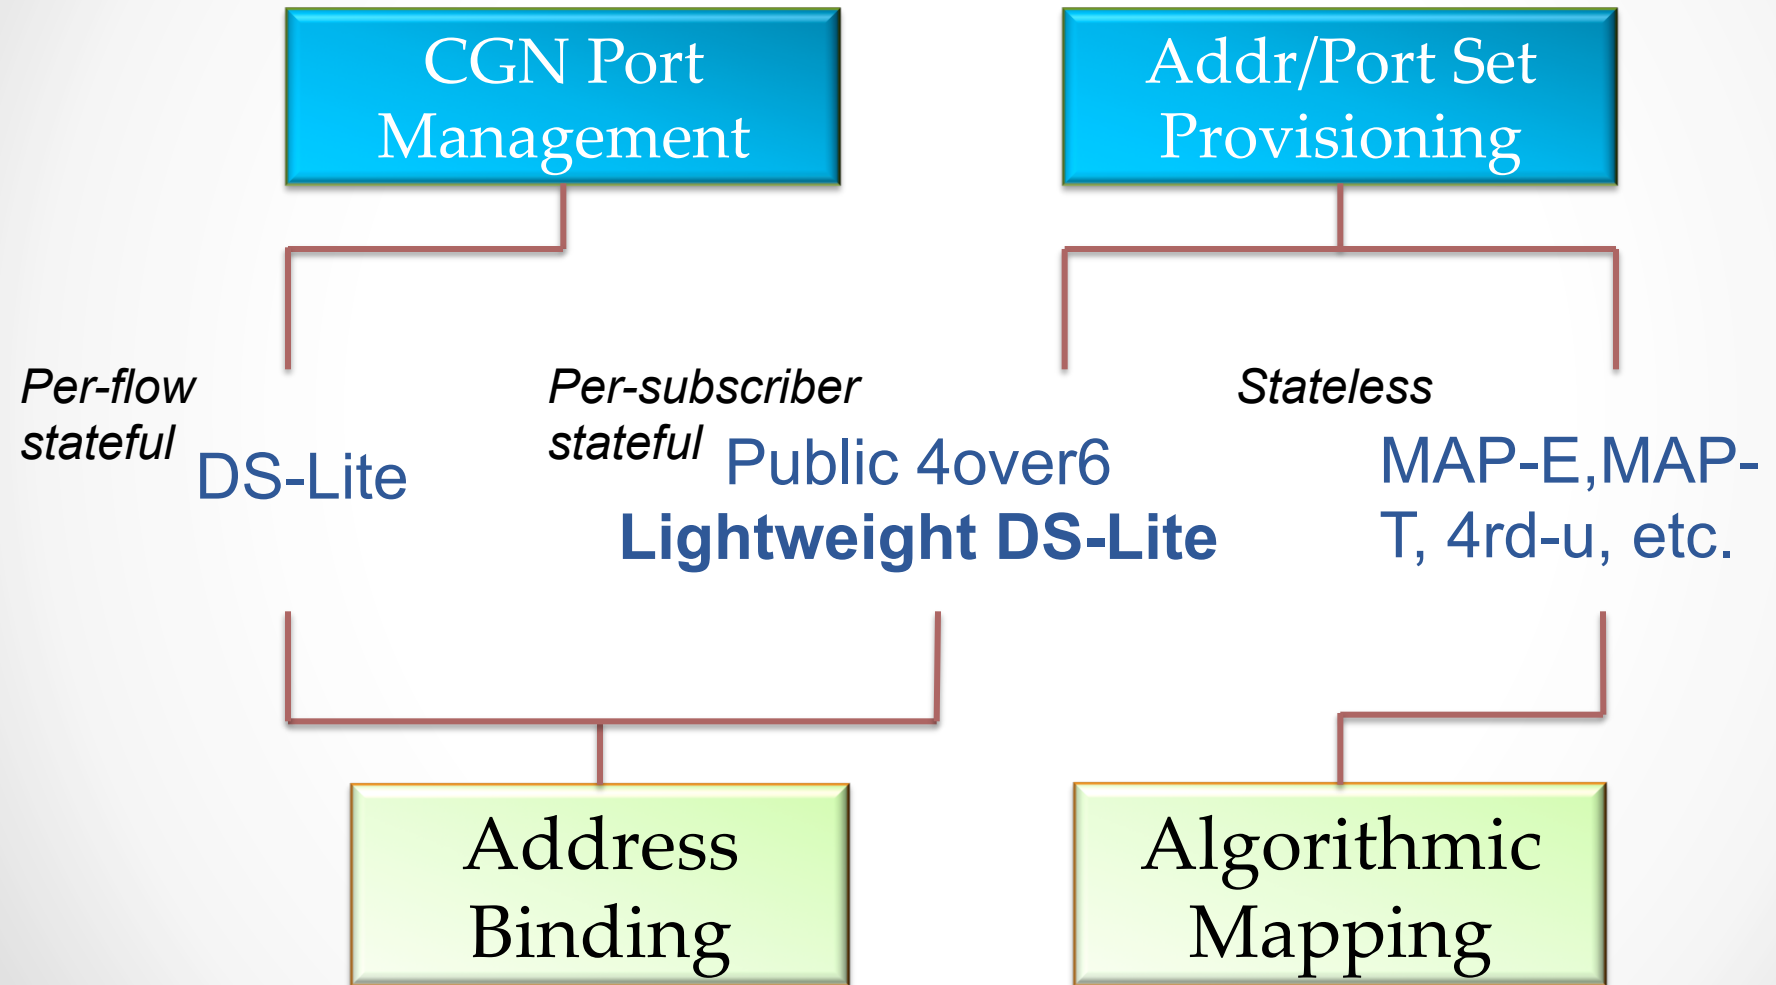 CGN Port
Management
Addr/Port Set
Provisioning
Per-flow
stateful
DS-Lite
Per-subscriber
stateful
Public 4over6
Lightweight DS-Lite
Stateless
MAP-E,MAP-
T, 4rd-u, etc.
Address
Binding
Algorithmic
Mapping